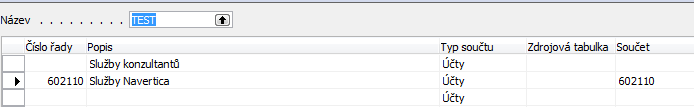 Název . . . . . . . . . TEST
Číslo řady Popis Typ součtu Zdrojová tabulka Součet
Služby konzultantů Účty
602110 Služby Navertica Účty 602110
Účty